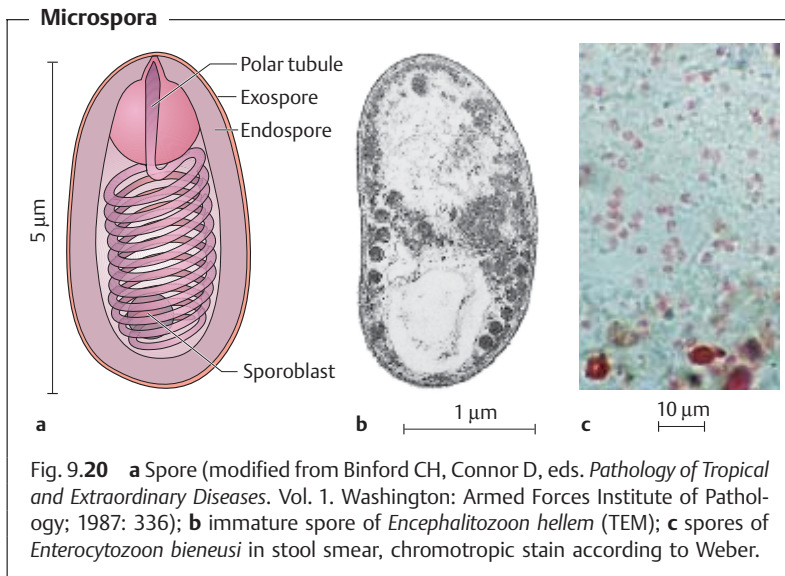 Microspora
Polar tubule
Exospore
Endospore
5 µm
Sporoblast
a
b
1 µm
c
10 µm
Fig. 9.20 a Spore (modified from Binford CH, Connor D, eds. Pathology of Tropical
and Extraordinary Diseases. Vol. 1. Washington: Armed Forces Institute of Pathol-
ogy; 1987: 336); b immature spore of Encephalitozoon hellem (TEM); c spores of
Enterocytozoon bieneusi in stool smear, chromotropic stain according to Weber.